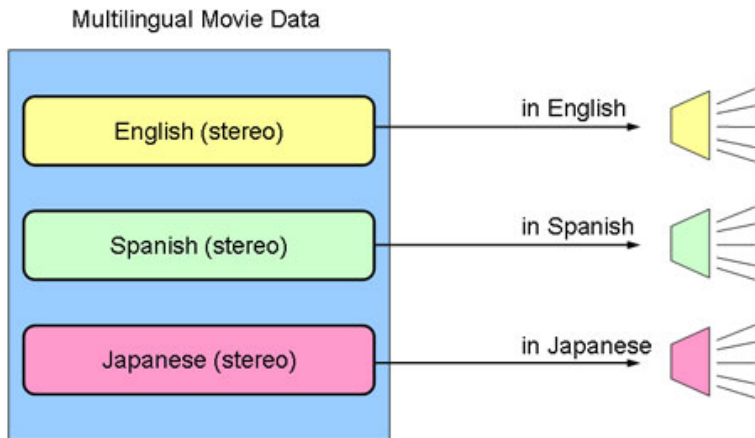 Multilingual Movie Data
English (stereo)
in English
Spanish (stereo)
in Spanish
Japanese (stereo)
in Japanese